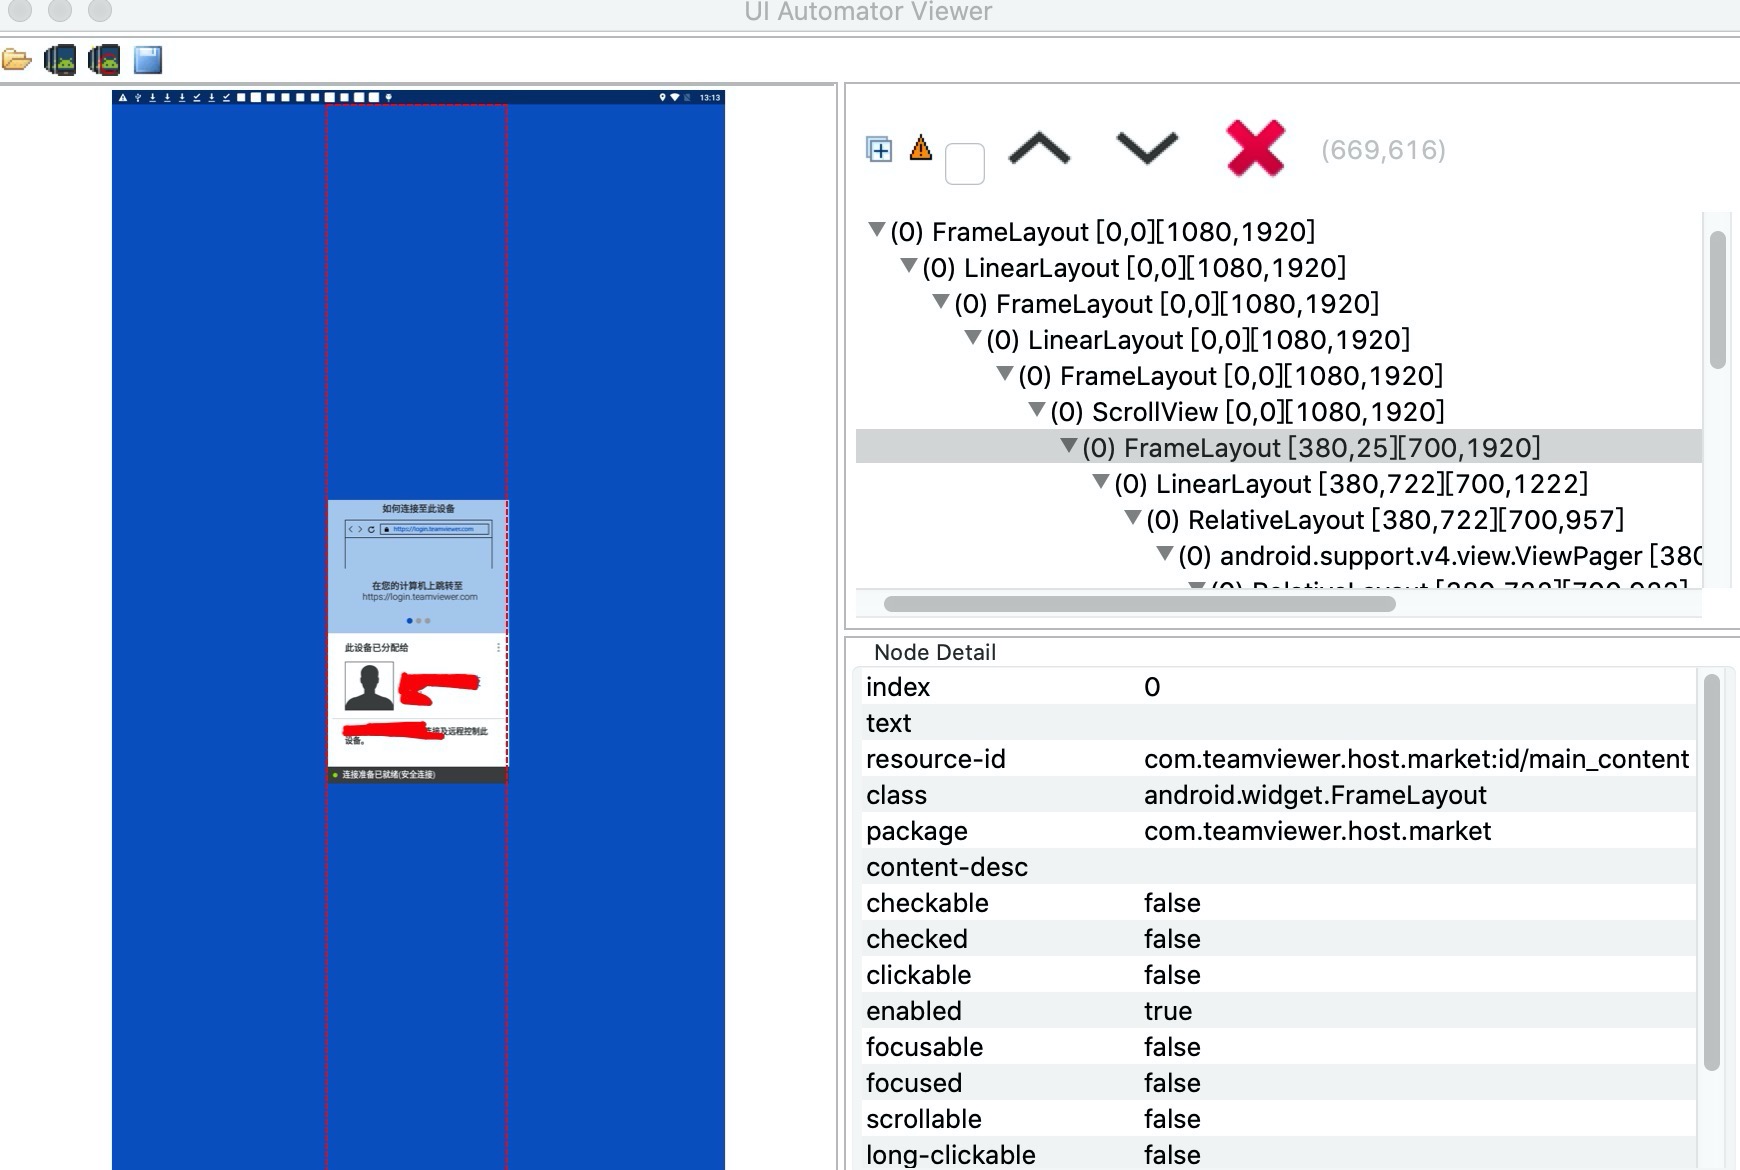 UI Automator Viewer
13:13
(669,616)
(0) FrameLayout [0,0][1080,1920]
(0) LinearLayout [0,0][1080,1920]
(0) FrameLayout [0,0][1080,1920]
(0) LinearLayout [0,0][1080,1920]
(0) FrameLayout [0,0][1080,1920]
(0) ScrollView [0,0][1080,1920]
(0) FrameLayout [380,25][700,1920]
(0) LinearLayout [380,722][700,1222]
(0) RelativeLayout [380,722][700,957]
(0) android.support.v4.view.ViewPager [380
如何连接至此设备
https://login.teamviewer.com
在您的计算机上跳转至
https://login.teamviewer.com
此设备已分配给
远程控制此
设备。
连接准备已就绪(安全连接)
Node Detail
index 0
text
resource-id com.teamviewer.host.market:id/main_content
class android.widget.FrameLayout
package com.teamviewer.host.market
content-desc
checkable false
checked false
clickable false
enabled true
focusable false
focused false
scrollable false
long-clickable false